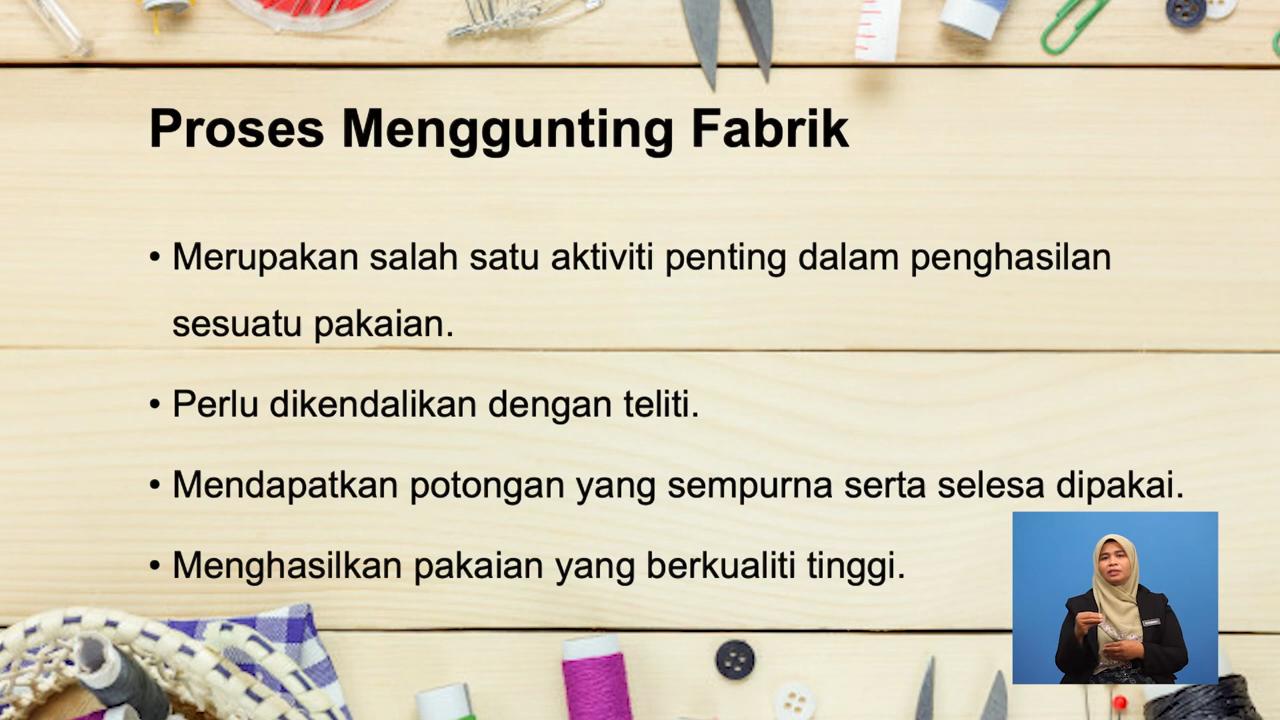 Proses Menggunting Fabrik
• Merupakan salah satu aktiviti penting dalam penghasilan
sesuatu pakaian.
• Perlu dikendalikan dengan teliti.
• Mendapatkan potongan yang sempurna serta selesa dipakai.
• Menghasilkan pakaian yang berkualiti tinggi.